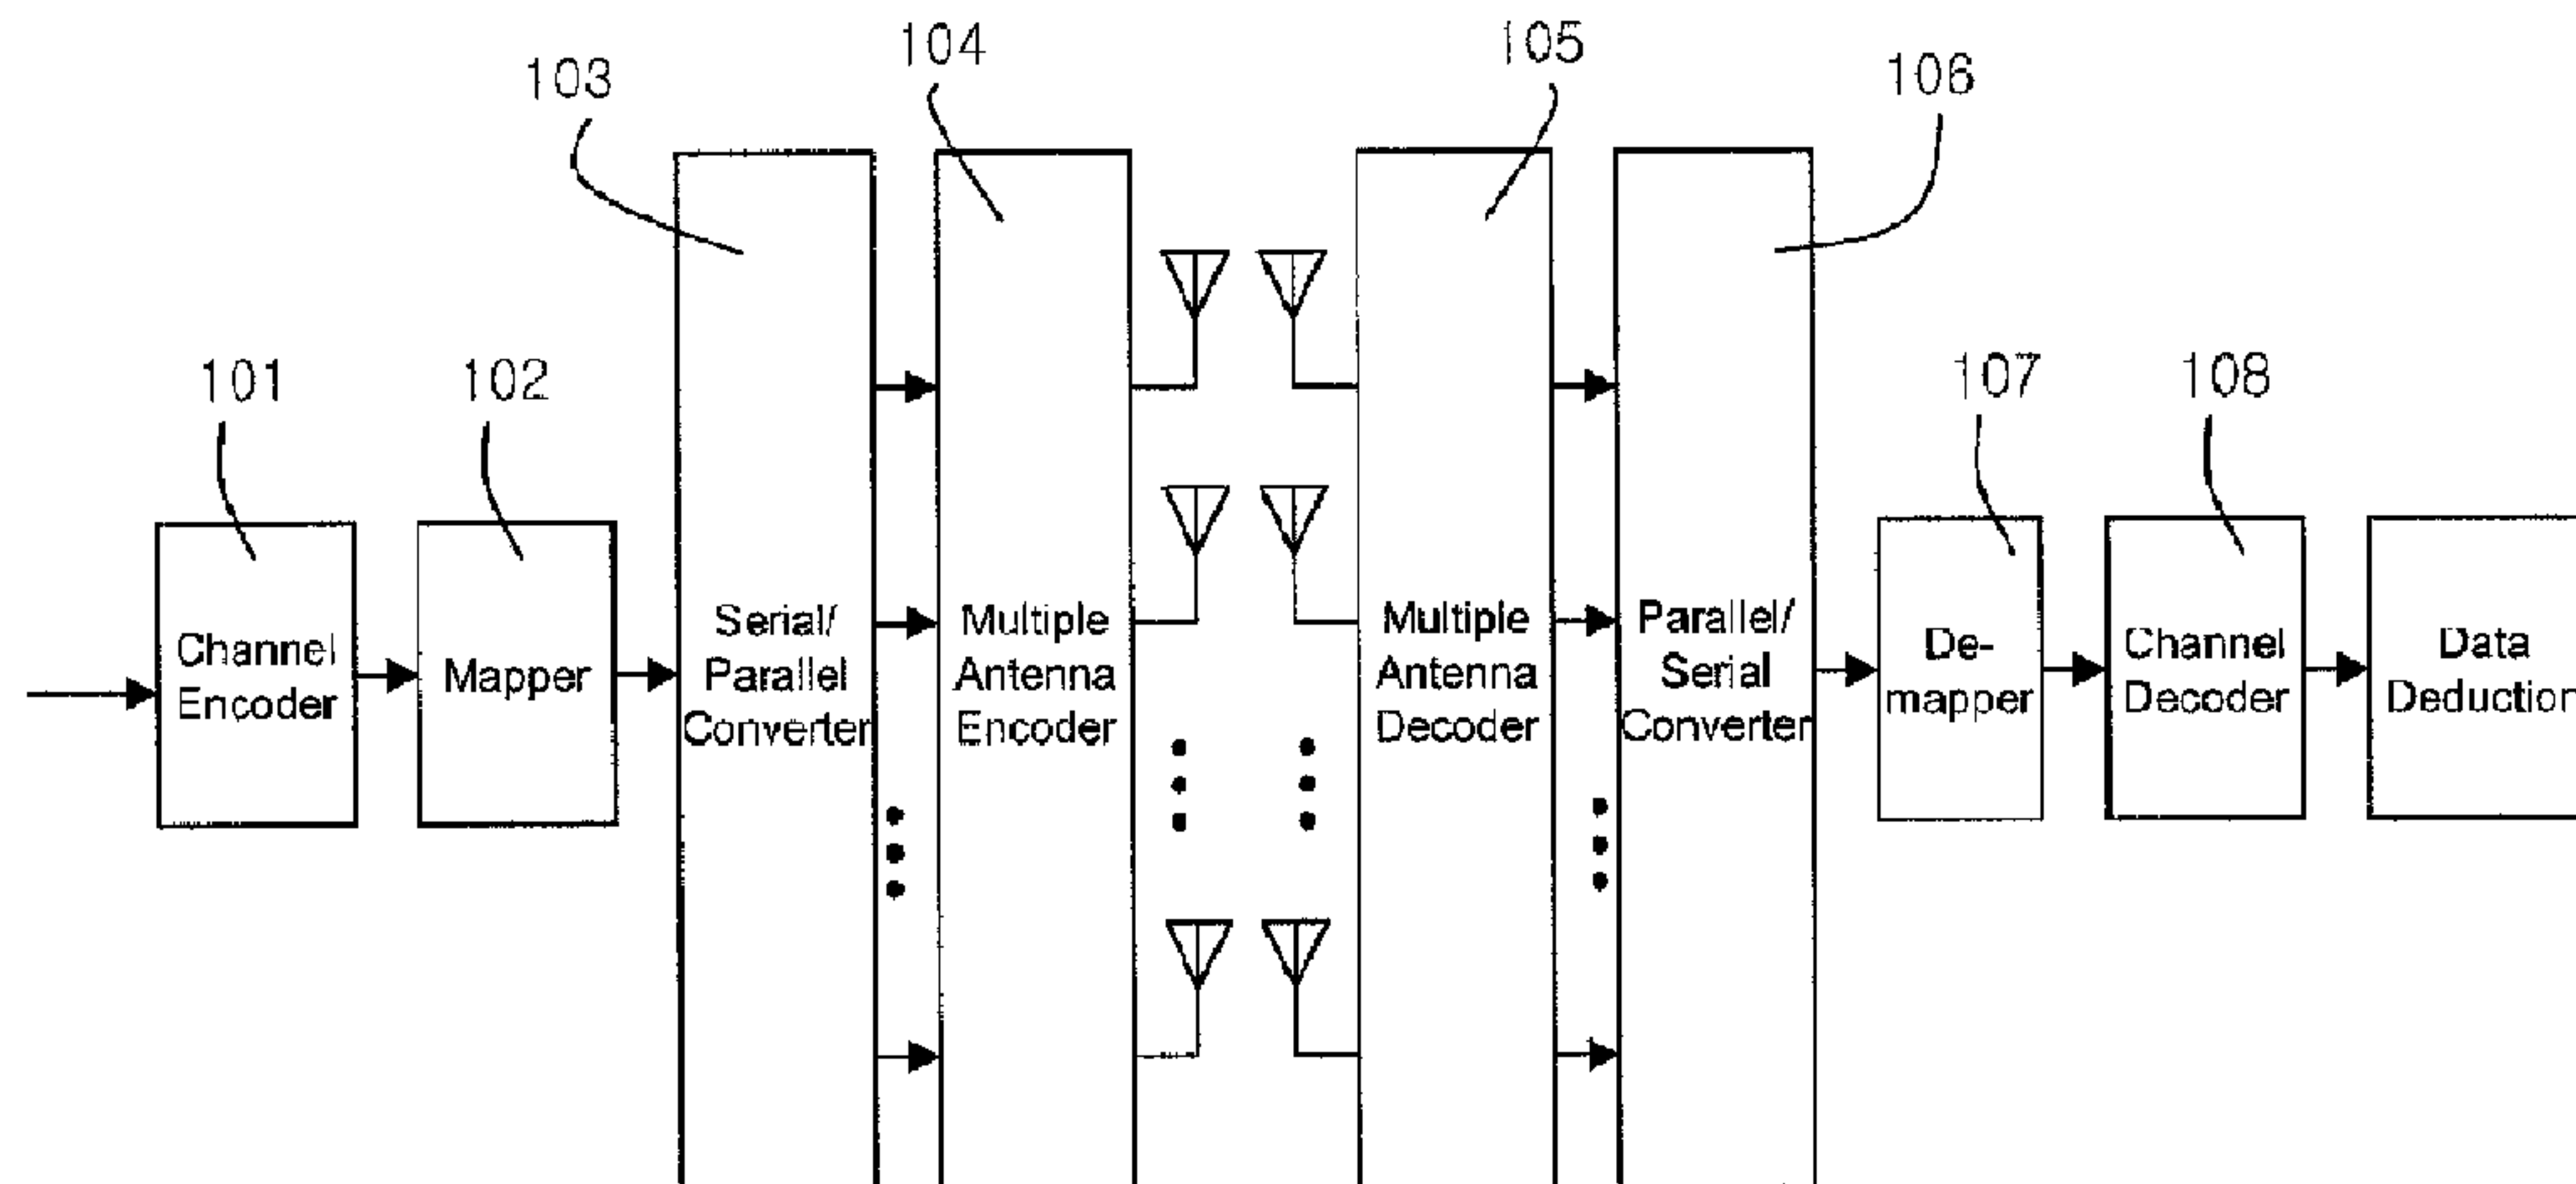 104
105
103
106
101
102
107
108
Channel
Encoder
Mapper
Serial/
Parallel
Converter
Multiple
Antenna
Encoder
Multiple
Antenna
Decoder
Parallel/
Serial
Converter
De-
mapper
Channel
Decoder
Data
Deduction